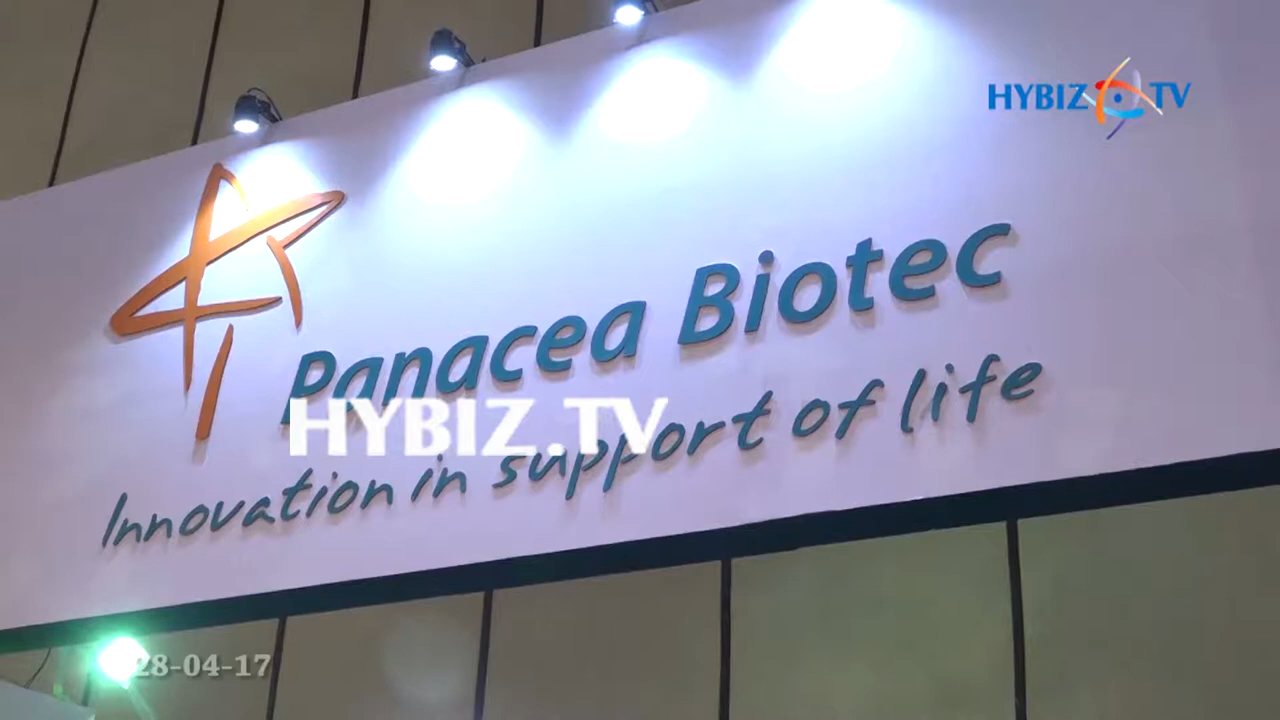 HYBIZ TV
Panacea Biotec
HYBIZ.TV
Innovation in support of life
28-04-17